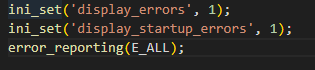 ini_set('display_errors', 1);
ini_set('display_startup_errors', 1);
error_reporting(E_ALL);